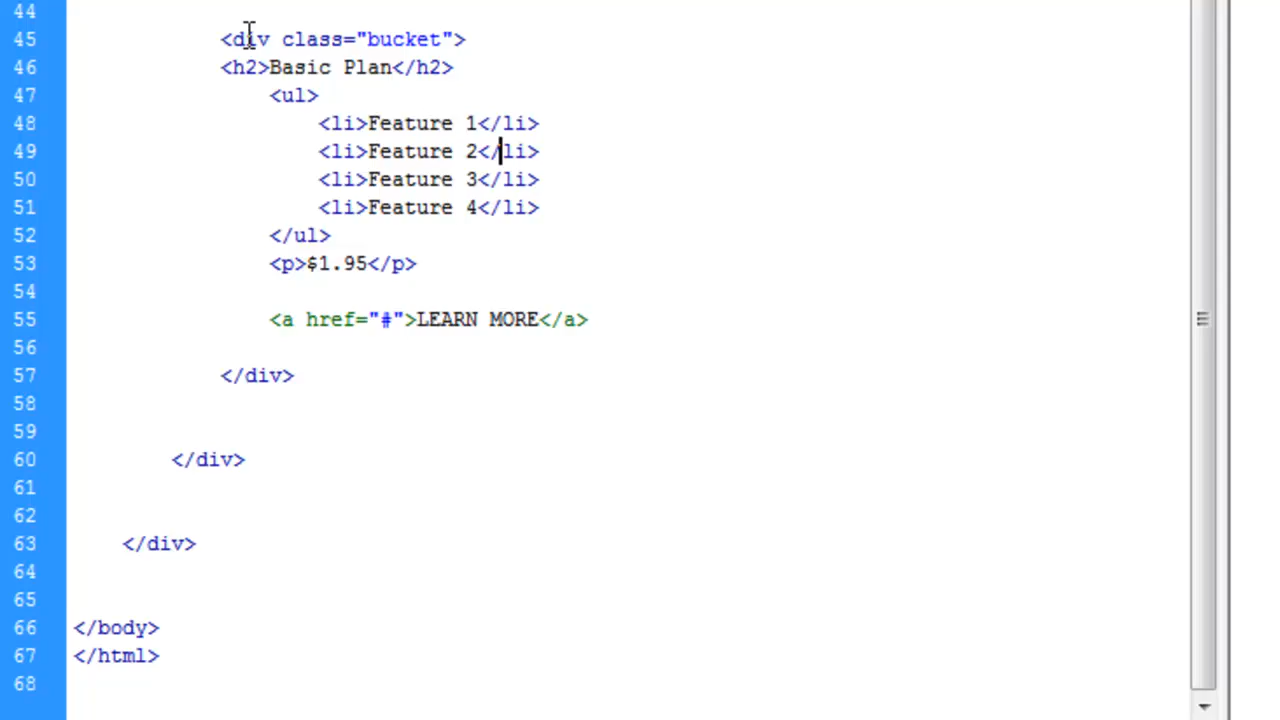 44
45 <div class="bucket">
46 <h2>Basic Plan</h2>
47 <ul>
48 <li>Feature 1</li>
49 <li>Feature 2</li>
50 <li>Feature 3</li>
51 <li>Feature 4</li>
52 </ul>
53 <p>$1.95</p>
54
55 <a href="#">LEARN MORE</a>
56
57 </div>
58
59
60 </div>
61
62
63 </div>
64
65
66 </body>
67 </html>
68